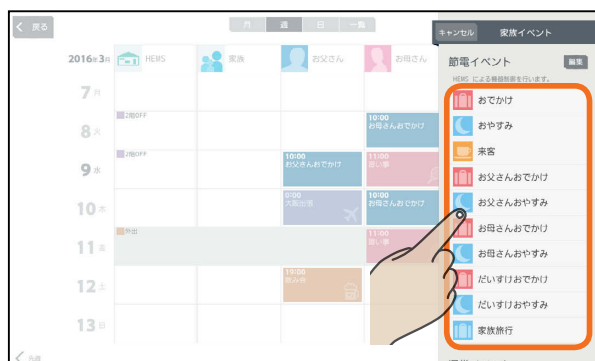 戻る
月 週 日 一覧
キャンセル 家族イベント
2016年3月 HEMS 家族 お父さん お母さん
節電イベント 編集
HEMS による機器制御を行います。
7月
8火
2階OFF
10:00
お母さんおでかけ
9水
2階OFF
10:00
お父さんおでかけ
11:00
習い事
10木
0:00
大阪出張
10:00
お母さんおでかけ
11金
外出
11:00
習い事
12土
19:00
飲み会
13日
おでかけ
おやすみ
来客
お父さんおでかけ
お父さんおやすみ
お母さんおでかけ
お母さんおやすみ
だいすけおでかけ
だいすけおやすみ
家族旅行